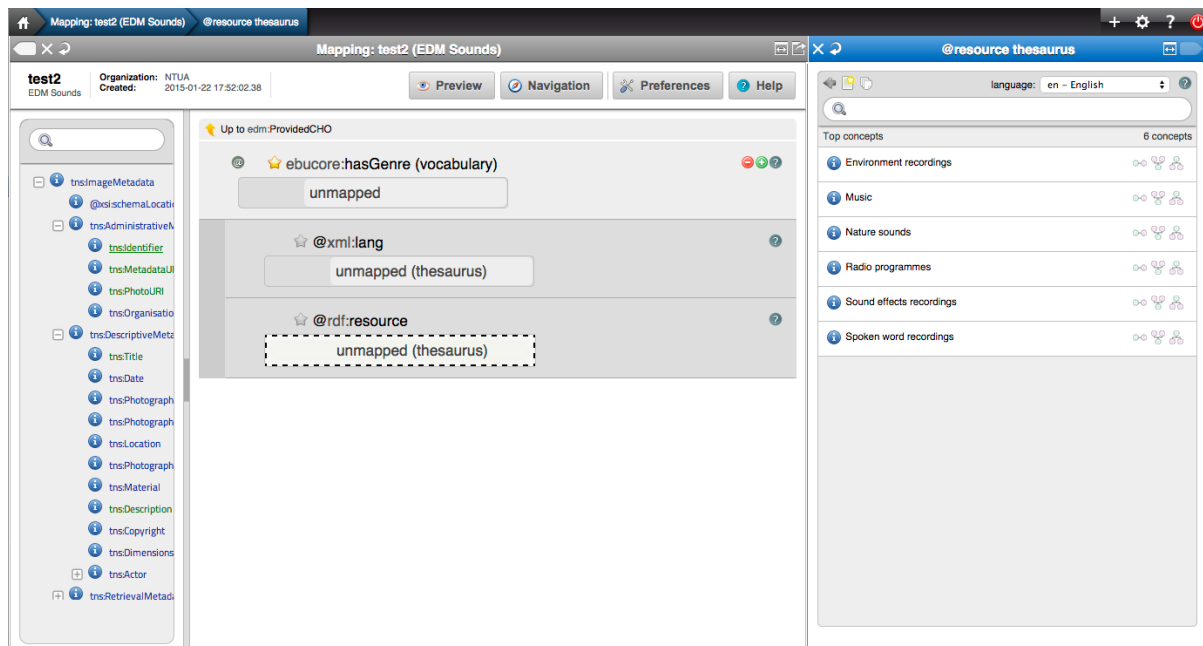 Mapping: test2 (EDM Sounds)
@resource thesaurus
Mapping: test2 (EDM Sounds)
@resource thesaurus
test2
EDM Sounds
Organization: NTUA
Created: 2015-01-22 17:52:02.38
Preview
Navigation
Preferences
Help
language: en – English
Up to edm:ProvidedCHO
Top concepts
6 concepts
ebucore:hasGenre (vocabulary)
unmapped
@xml:lang
unmapped (thesaurus)
@rdf:resource
unmapped (thesaurus)
tns:ImageMetadata
@xsi:schemaLocatio
tns:AdministrativeM
tns:Identifier
tns:MetadataU
tns:PhotoURI
tns:Organisatio
tns:DescriptiveMeta
tns:Title
tns:Date
tns:Photograph
tns:Photograph
tns:Location
tns:Photograph
tns:Material
tns:Description
tns:Copyright
tns:Dimensions
tns:Actor
tns:RetrievalMetada
Environment recordings
Music
Nature sounds
Radio programmes
Sound effects recordings
Spoken word recordings